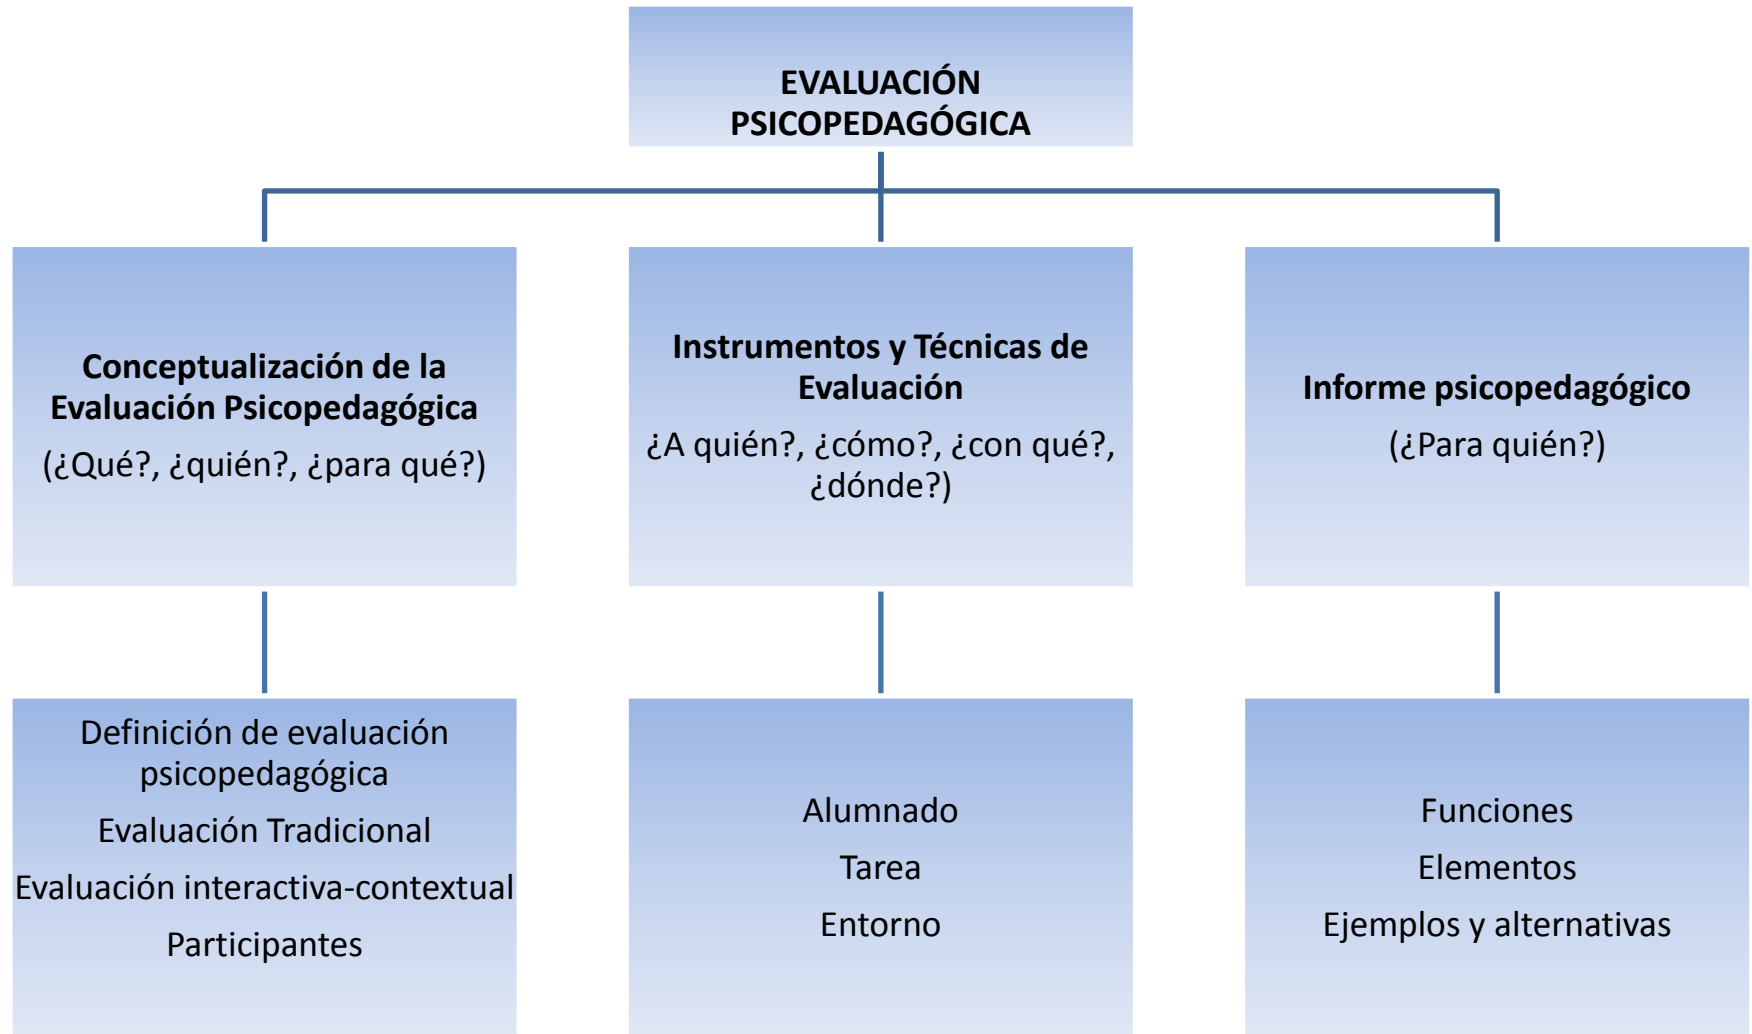 EVALUACIÓN
PSICOPEDAGÓGICA
Conceptualización de la
Evaluación Psicopedagógica
(¿Qué?, ¿quién?, ¿para qué?)
Instrumentos y Técnicas de
Evaluación
¿A quién?, ¿cómo?, ¿con qué?,
¿dónde?)
Informe psicopedagógico
(¿Para quién?)
Definición de evaluación
psicopedagógica
Evaluación Tradicional
Evaluación interactiva-contextual
Participantes
Alumnado
Tarea
Entorno
Funciones
Elementos
Ejemplos y alternativas